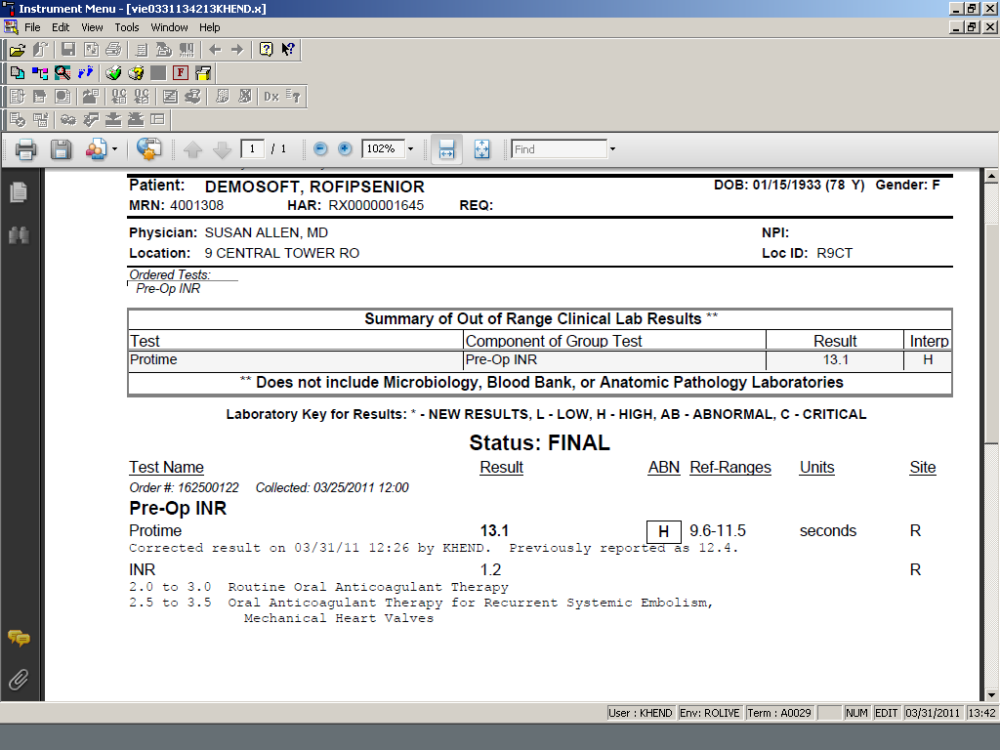 Instrument Menu - [vie0331134213KHEND.x]
File Edit View Tools Window Help
F
QC QC Dx
1 / 1 102% Find
Patient: DEMOSOFT, ROFIPSENIOR DOB: 01/15/1933 (78 Y) Gender: F
MRN: 4001308 HAR: RX0000001645 REQ:
Physician: SUSAN ALLEN, MD NPI:
Location: 9 CENTRAL TOWER RO Loc ID: R9CT
Ordered Tests:
Pre-Op INR
Summary of Out of Range Clinical Lab Results **
Test Component of Group Test Result Interp
Protime Pre-Op INR 13.1 H
** Does not include Microbiology, Blood Bank, or Anatomic Pathology Laboratories
Laboratory Key for Results: * - NEW RESULTS, L - LOW, H - HIGH, AB - ABNORMAL, C - CRITICAL
Status: FINAL
Test Name Result ABN Ref-Ranges Units Site
Order #: 162500122 Collected: 03/25/2011 12:00
Pre-Op INR
Protime 13.1 H 9.6-11.5 seconds R
Corrected result on 03/31/11 12:26 by KHEND. Previously reported as 12.4.
INR 1.2 R
2.0 to 3.0 Routine Oral Anticoagulant Therapy
2.5 to 3.5 Oral Anticoagulant Therapy for Recurrent Systemic Embolism,
Mechanical Heart Valves
User : KHEND Env: ROLIVE Term : A0029 NUM EDIT 03/31/2011 13:42